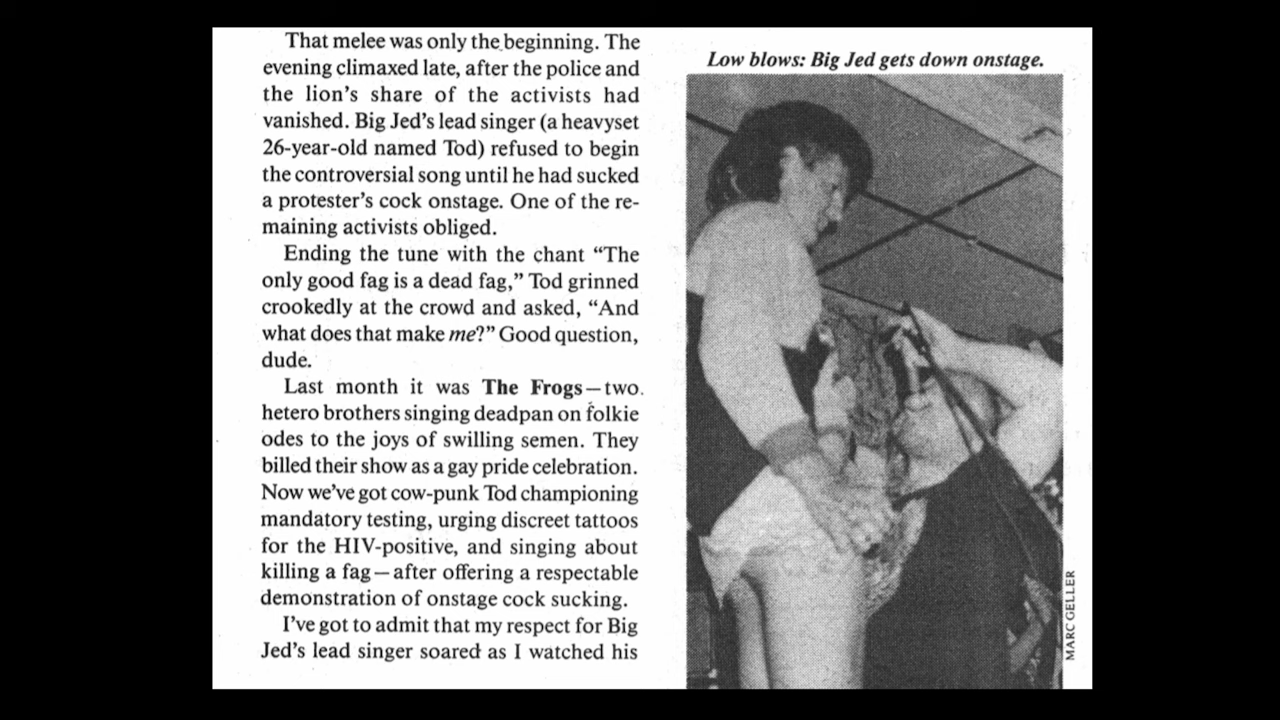 That melee was only the beginning. The
evening climaxed late, after the police and
the lion's share of the activists had
vanished. Big Jed's lead singer (a heavyset
26-year-old named Tod) refused to begin
the controversial song until he had sucked
a protester's cock onstage. One of the re-
maining activists obliged.
Ending the tune with the chant “The
only good fag is a dead fag,” Tod grinned
crookedly at the crowd and asked, “And
what does that make me?” Good question,
dude.
Last month it was The Frogs—two
hetero brothers singing deadpan on folkie
odes to the joys of swilling semen. They
billed their show as a gay pride celebration.
Now we've got cow-punk Tod championing
mandatory testing, urging discreet tattoos
for the HIV-positive, and singing about
killing a fag—after offering a respectable
demonstration of onstage cock sucking.
I've got to admit that my respect for Big
Jed's lead singer soared as I watched his
Low blows: Big Jed gets down onstage.
MARC GELLER